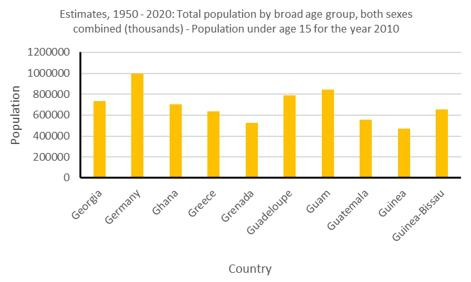 Estimates, 1950 - 2020: Total population by broad age group, both sexes
combined (thousands) - Population under age 15 for the year 2010
1200000
1000000
800000
600000
400000
200000
0
Population
Georgia
Germany
Ghana
Greece
Grenada
Guadeloupe
Guam
Guatemala
Guinea
Guinea-Bissau
Country